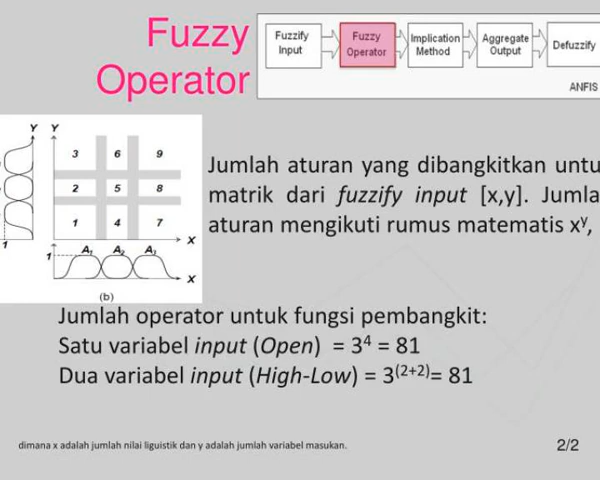 Fuzzy
Operator
Fuzzify
Input
Fuzzy
Operator
Implication
Method
Aggregate
Output
Defuzzify
ANFIS
Y Y
3 6 9
2 5 8
1 4 7
X
1
1
A₁ A₂ A₃
X
(b)
Jumlah aturan yang dibangkitkan untu
matrik dari fuzzify input [x,y]. Jumla
aturan mengikuti rumus matematis xʸ,
Jumlah operator untuk fungsi pembangkit:
Satu variabel input (Open) = 3⁴ = 81
Dua variabel input (High-Low) = 3⁽²⁺²⁾= 81
dimana x adalah jumlah nilai liguistik dan y adalah jumlah variabel masukan.
2/2